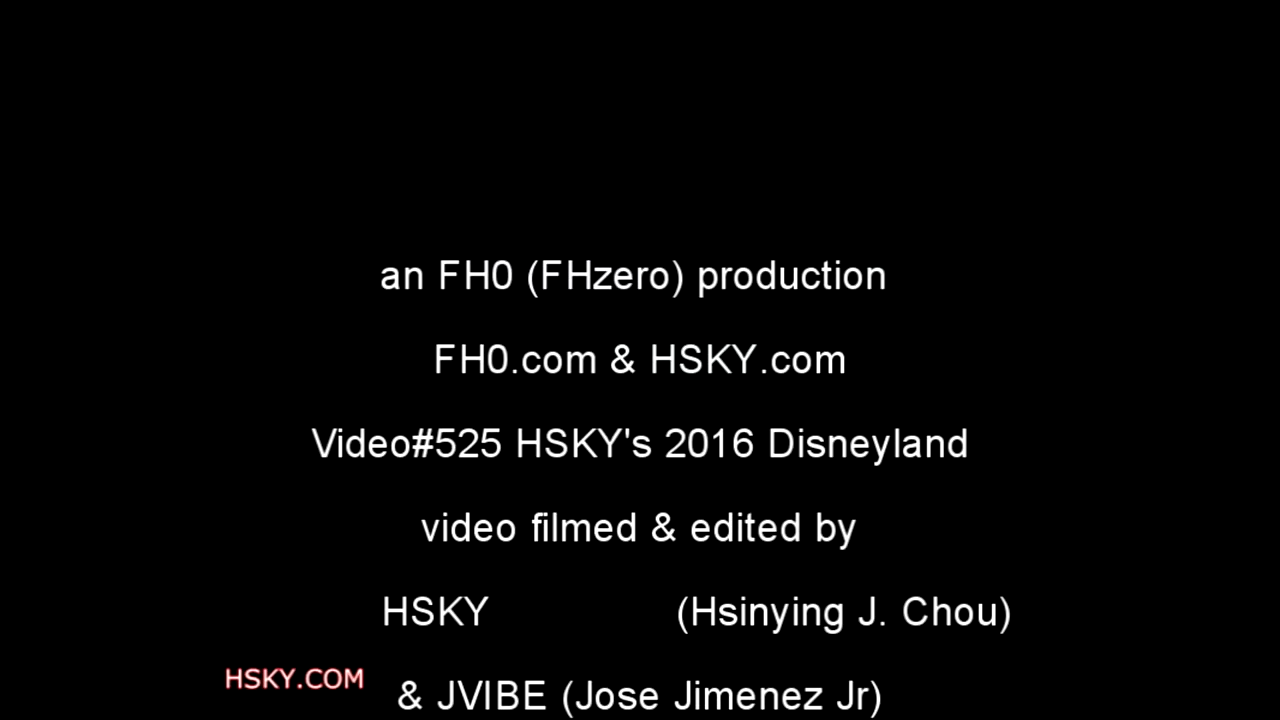 an FH0 (FHzero) production
FH0.com & HSKY.com
Video#525 HSKY's 2016 Disneyland
video filmed & edited by
HSKY (Hsinying J. Chou)
& JVIBE (Jose Jimenez Jr)
HSKY.COM